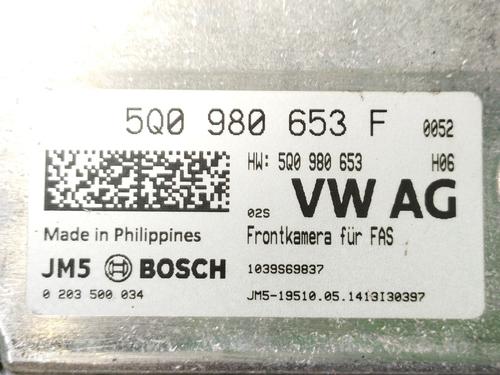 5Q0 980 653 F 0052
HW: 5Q0 980 653 H06
02S VW AG
Made in Philippines Frontkamera für FAS
JM5 BOSCH 1039S69837
0 203 500 034 JM5-19510.05.1413I30397